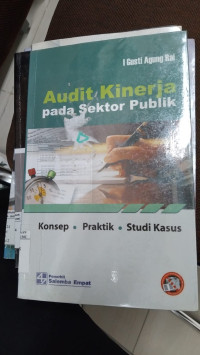 I Gusti Agung Rai
Audit Kinerja
pada Sektor Publik
Konsep • Praktik • Studi Kasus
Penerbit
Salemba Empat